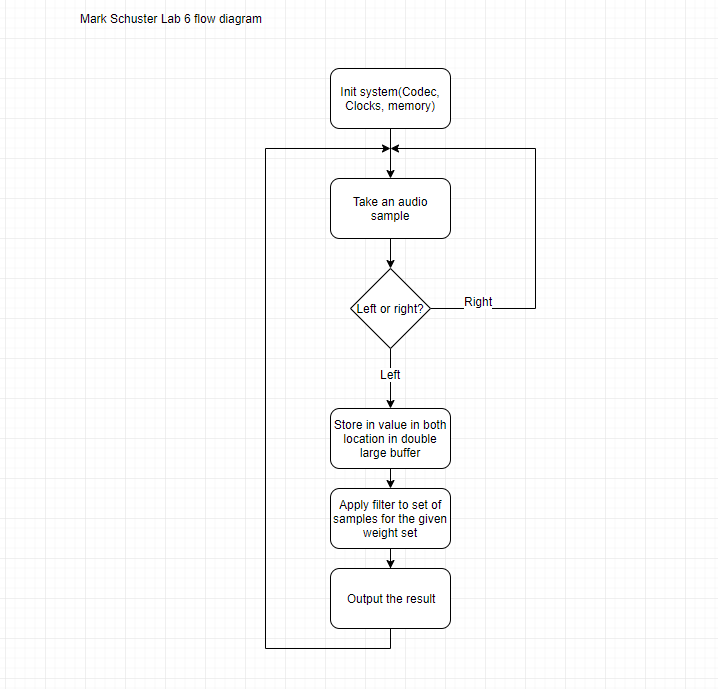 Mark Schuster Lab 6 flow diagram
Init system(Codec,
Clocks, memory)
Take an audio
sample
Left or right?
Right
Left
Store in value in both
location in double
large buffer
Apply filter to set of
samples for the given
weight set
Output the result